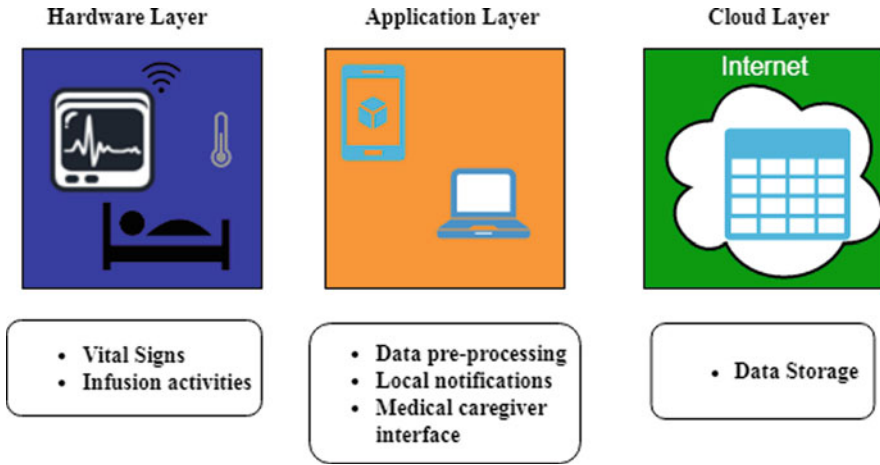 Hardware Layer
Application Layer
Cloud Layer
Internet
• Vital Signs
• Infusion activities
• Data pre-processing
• Local notifications
• Medical caregiver
interface
• Data Storage